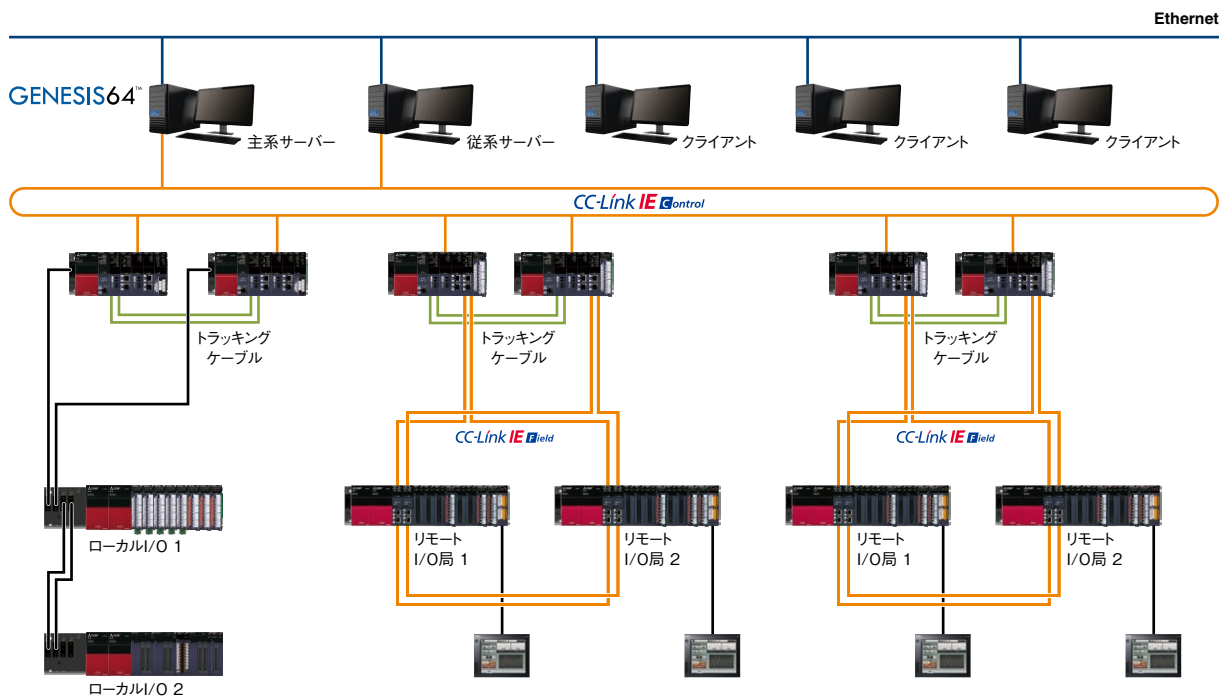 Ethernet
GENESIS64™
主系サーバー
従系サーバー
クライアント
クライアント
クライアント
CC-Link IE Control
トラッキング
ケーブル
トラッキング
ケーブル
トラッキング
ケーブル
CC-Link IE Field
CC-Link IE Field
ローカルI/O 1
リモート
I/O局 1
リモート
I/O局 2
リモート
I/O局 1
リモート
I/O局 2
ローカルI/O 2